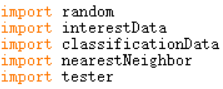 import random
import interestData
import classificationData
import nearestNeighbor
import tester